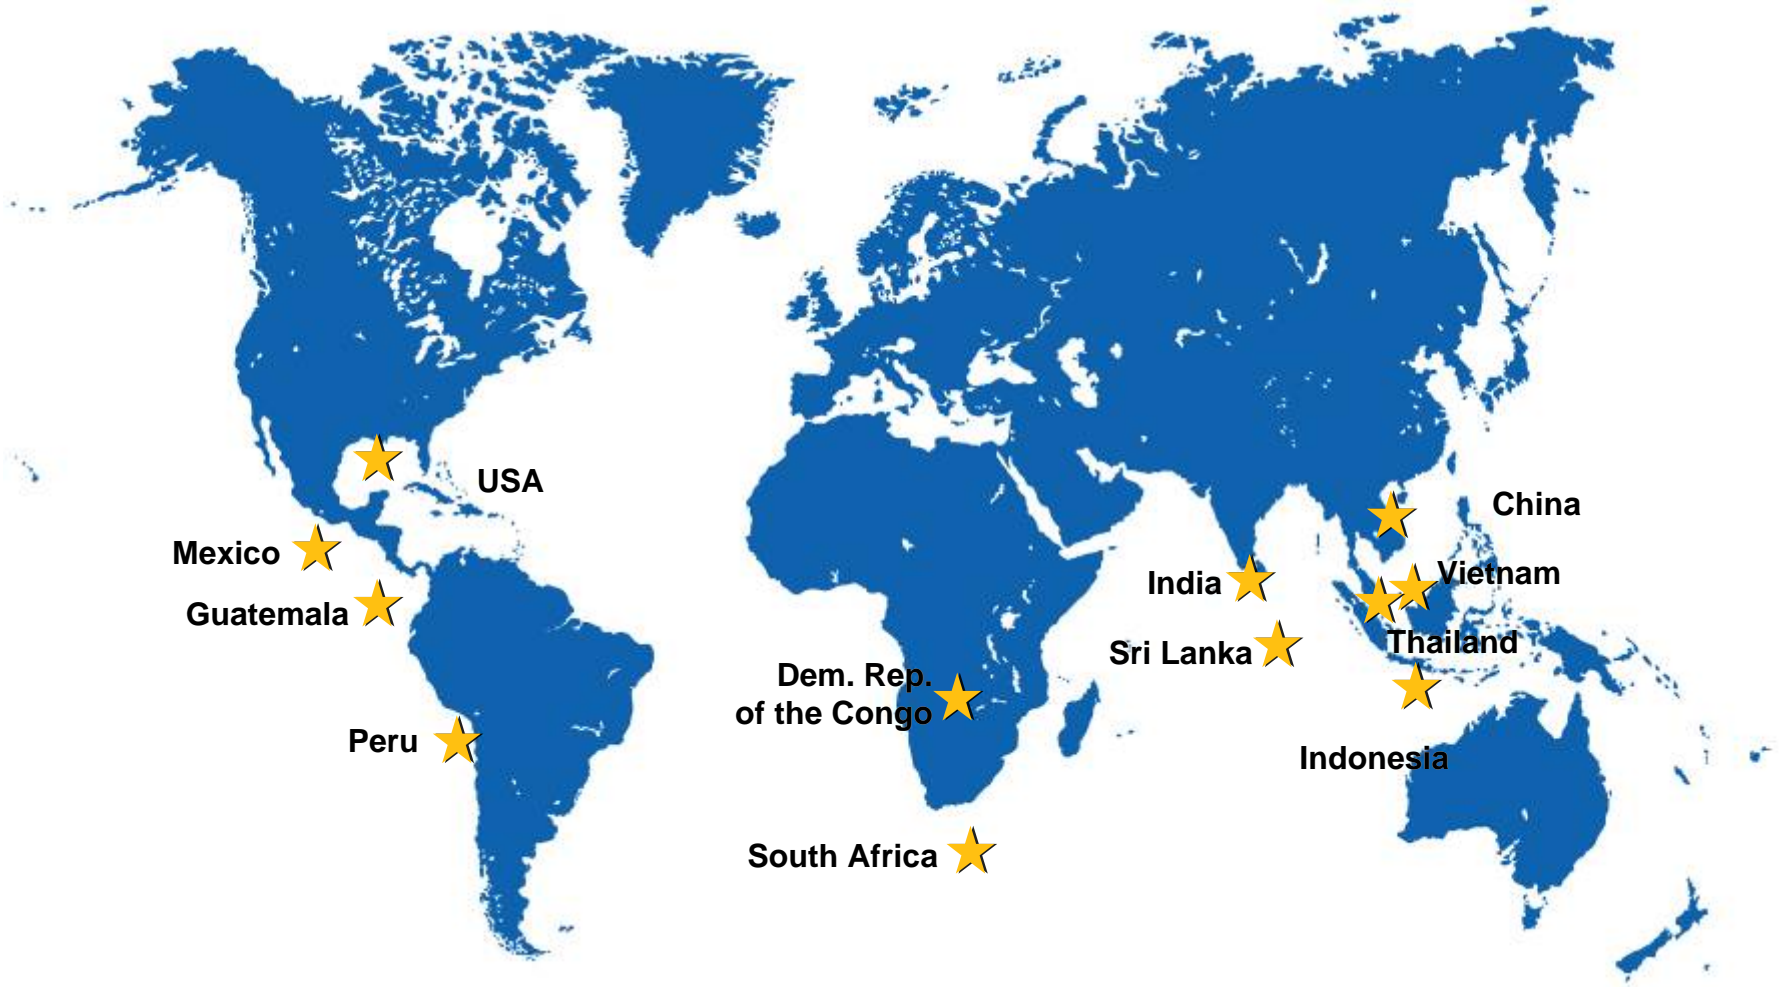 USA
China
Mexico
Vietnam
India
Guatemala
Thailand
Sri Lanka
Dem. Rep.
of the Congo
Peru
Indonesia
South Africa